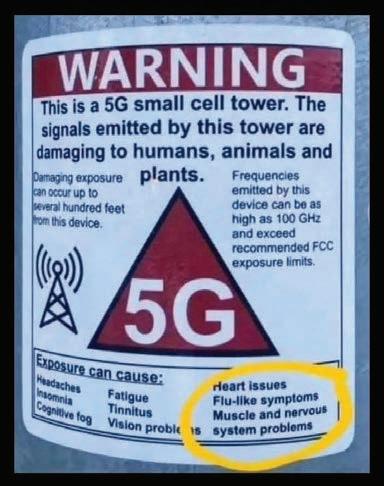 WARNING
This is a 5G small cell tower. The
signals emitted by this tower are
damaging to humans, animals and
plants.
Damaging exposure
can occur up to
several hundred feet
from this device.
Frequencies
emitted by this
device can be as
high as 100 GHz
and exceed
recommended FCC
exposure limits.
5G
Exposure can cause:
Headaches
Insomnia
Cognitive fog
Fatigue
Tinnitus
Vision problems
Heart issues
Flu-like symptoms
Muscle and nervous
system problems